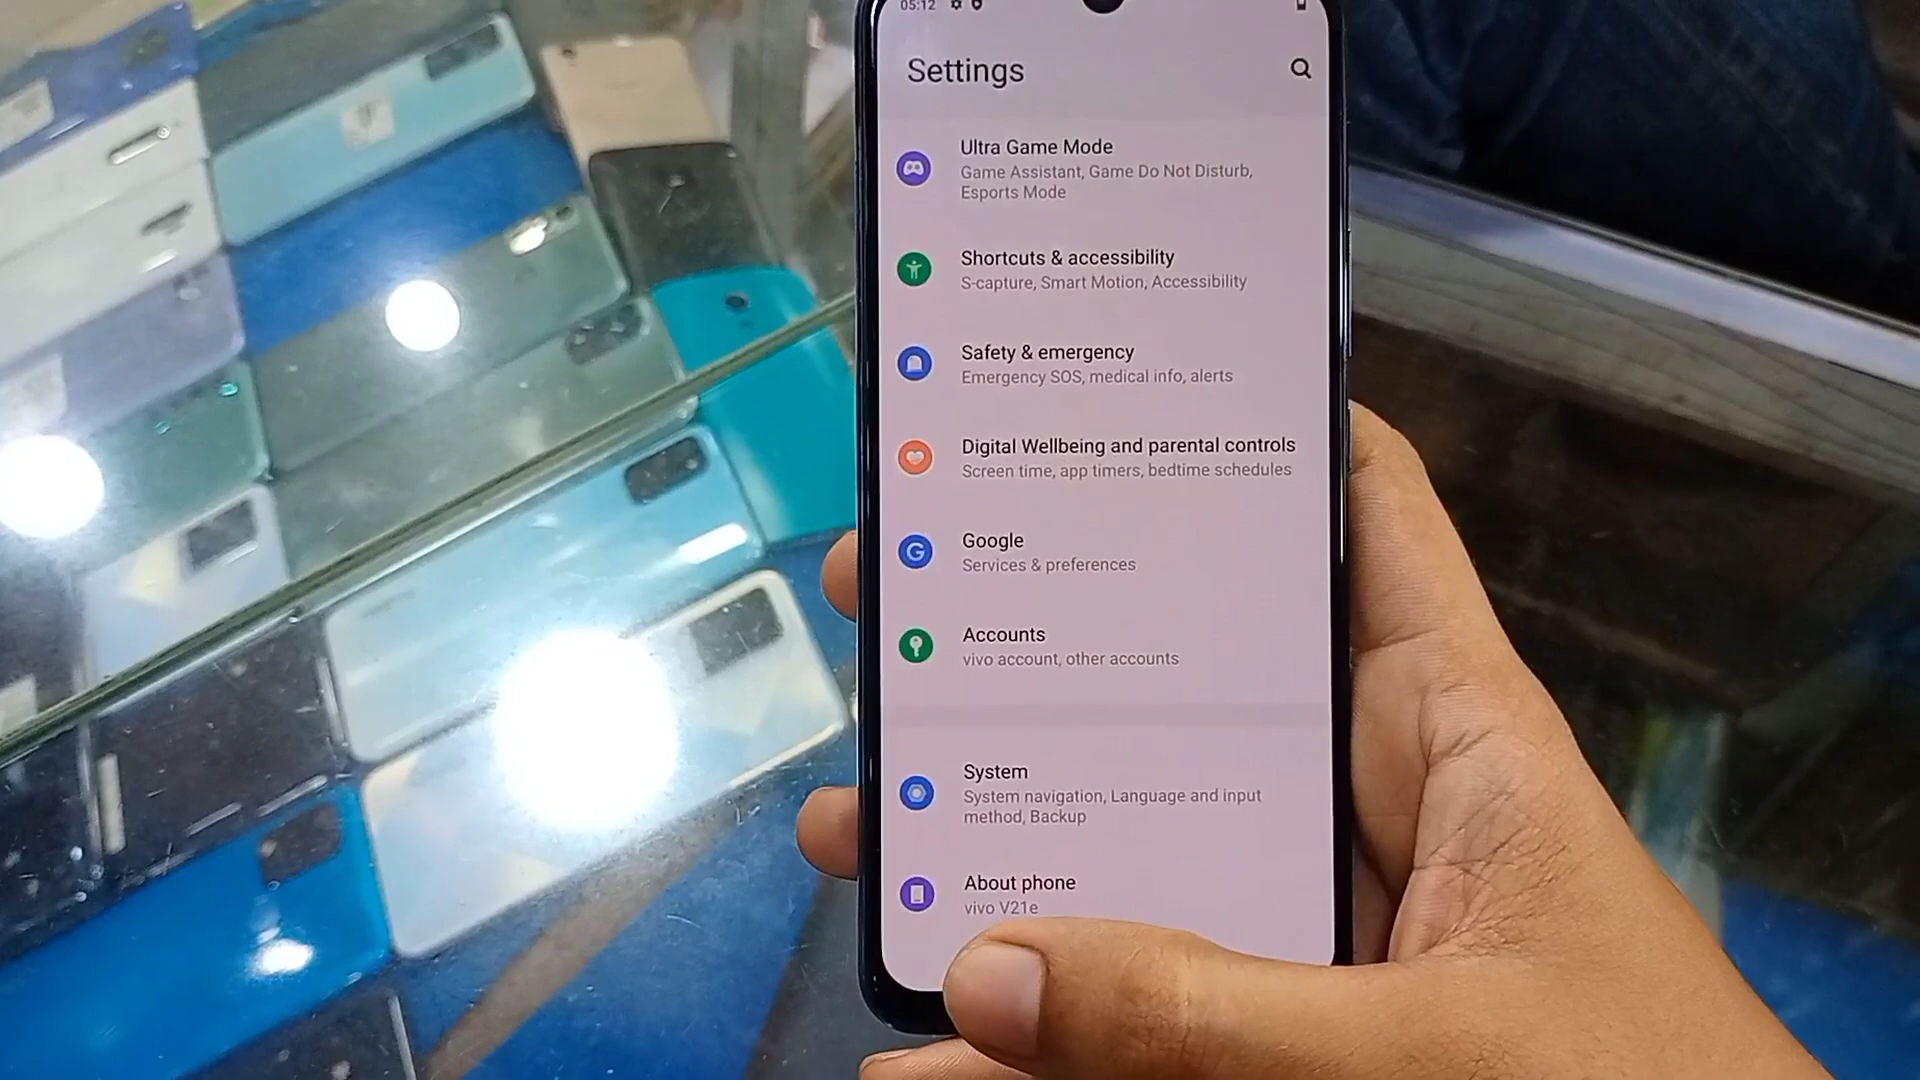 05:12
Settings
Ultra Game Mode
Game Assistant, Game Do Not Disturb,
Esports Mode
Shortcuts & accessibility
S-capture, Smart Motion, Accessibility
Safety & emergency
Emergency SOS, medical info, alerts
Digital Wellbeing and parental controls
Screen time, app timers, bedtime schedules
Google
Services & preferences
Accounts
vivo account, other accounts
System
System navigation, Language and input
method, Backup
About phone
vivo V21e